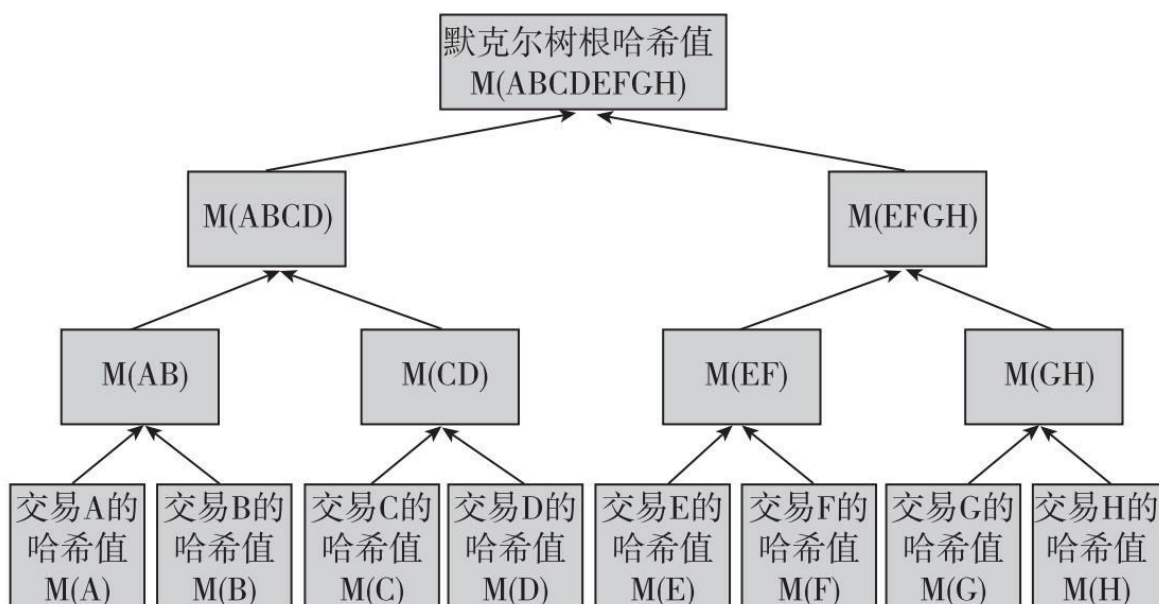 默克尔树根哈希值
M(ABCDEFGH)
M(ABCD)
M(EFGH)
M(AB)
M(CD)
M(EF)
M(GH)
交易A的
哈希值
M(A)
交易B的
哈希值
M(B)
交易C的
哈希值
M(C)
交易D的
哈希值
M(D)
交易E的
哈希值
M(E)
交易F的
哈希值
M(F)
交易G的
哈希值
M(G)
交易H的
哈希值
M(H)